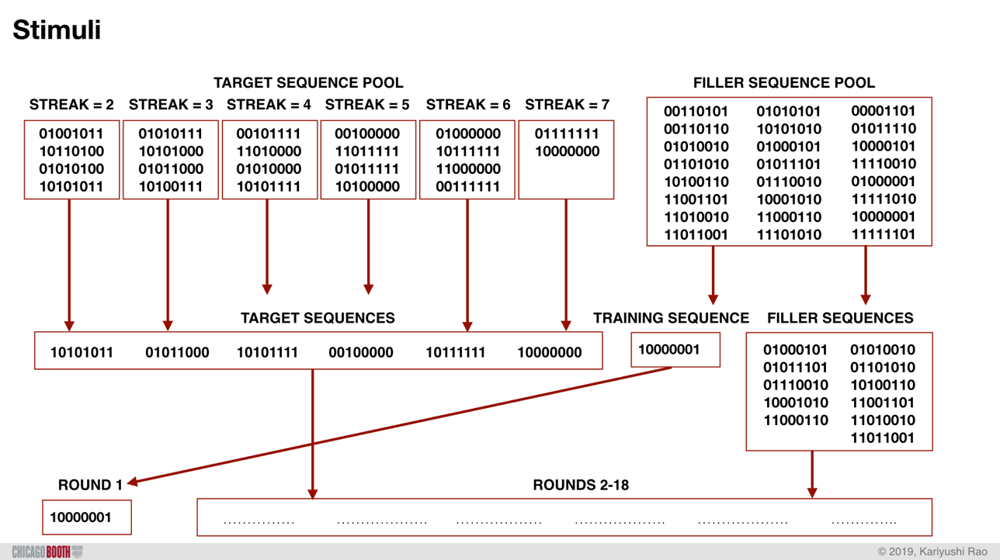 Stimuli
TARGET SEQUENCE POOL
STREAK = 2 STREAK = 3 STREAK = 4 STREAK = 5 STREAK = 6 STREAK = 7
01001011 01010111 00101111 00100000 01000000 01111111
10110100 10101000 11010000 11011111 10111111 10000000
01010100 01011000 01010000 01011111 11000000
10101011 10100111 10101111 10100000 00111111
FILLER SEQUENCE POOL
00110101 01010101 00001101
00110110 10101010 01011110
01010010 01000101 10000101
01101010 01011101 11110010
10100110 01110010 01000001
11001101 10001010 11111010
11010010 11000110 10000001
11011001 11101010 11111101
TARGET SEQUENCES
10101011 01011000 10101111 00100000 10111111 10000000
TRAINING SEQUENCE
10000001
FILLER SEQUENCES
01000101 01010010
01011101 01101010
01110010 10100110
10001010 11001101
11000110 11010010
11011001
ROUND 1
10000001
ROUNDS 2-18
............... ................... .................. ................... ................... ..............
CHICAGO BOOTH
© 2019, Kariyushi Rao